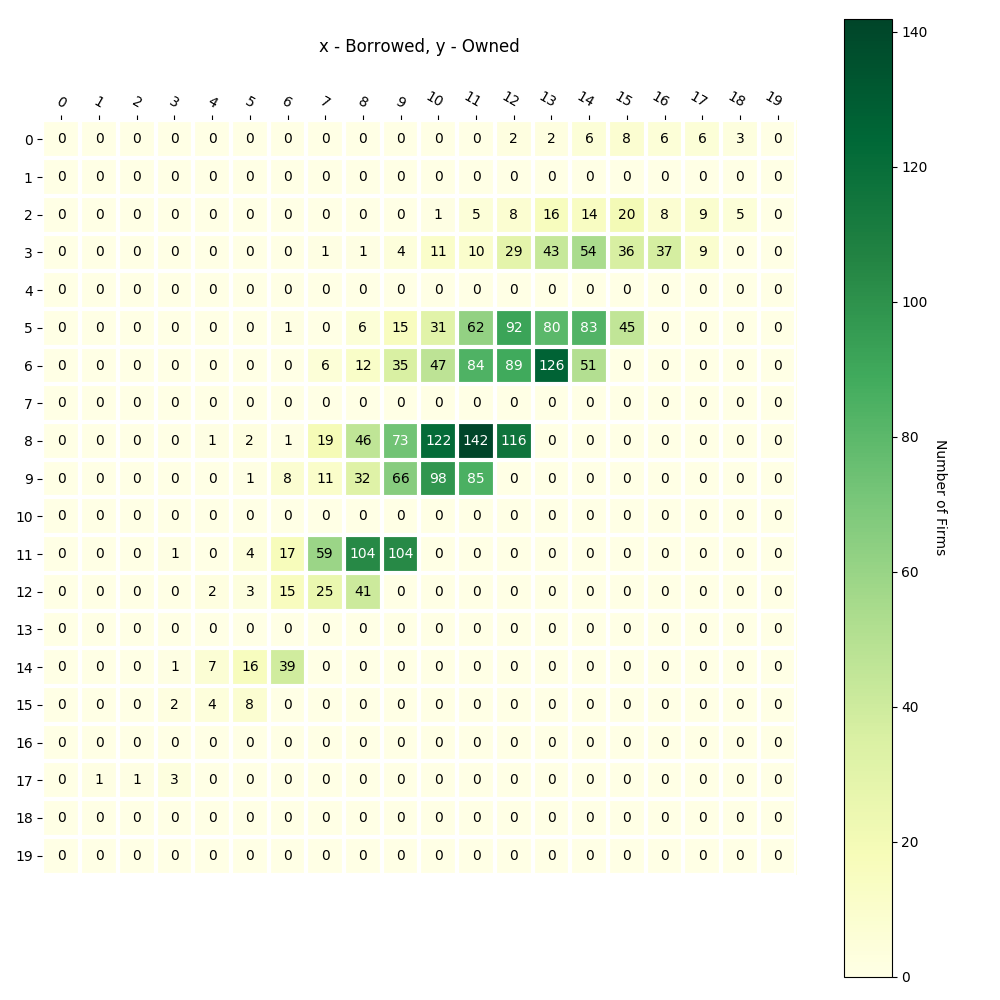 x - Borrowed, y - Owned
0 1 2 3 4 5 6 7 8 9 10 11 12 13 14 15 16 17 18 19
0 0 0 0 0 0 0 0 0 0 0 0 0 2 2 6 8 6 6 3 0
1 0 0 0 0 0 0 0 0 0 0 0 0 0 0 0 0 0 0 0 0
2 0 0 0 0 0 0 0 0 0 0 1 5 8 16 14 20 8 9 5 0
3 0 0 0 0 0 0 0 1 1 4 11 10 29 43 54 36 37 9 0 0
4 0 0 0 0 0 0 0 0 0 0 0 0 0 0 0 0 0 0 0 0
5 0 0 0 0 0 0 1 0 6 15 31 62 92 80 83 45 0 0 0 0
6 0 0 0 0 0 0 0 6 12 35 47 84 89 126 51 0 0 0 0 0
7 0 0 0 0 0 0 0 0 0 0 0 0 0 0 0 0 0 0 0 0
8 0 0 0 0 1 2 1 19 46 73 122 142 116 0 0 0 0 0 0 0
9 0 0 0 0 0 1 8 11 32 66 98 85 0 0 0 0 0 0 0 0
10 0 0 0 0 0 0 0 0 0 0 0 0 0 0 0 0 0 0 0 0
11 0 0 0 1 0 4 17 59 104 104 0 0 0 0 0 0 0 0 0 0
12 0 0 0 0 2 3 15 25 41 0 0 0 0 0 0 0 0 0 0 0
13 0 0 0 0 0 0 0 0 0 0 0 0 0 0 0 0 0 0 0 0
14 0 0 0 1 7 16 39 0 0 0 0 0 0 0 0 0 0 0 0 0
15 0 0 0 2 4 8 0 0 0 0 0 0 0 0 0 0 0 0 0 0
16 0 0 0 0 0 0 0 0 0 0 0 0 0 0 0 0 0 0 0 0
17 0 1 1 3 0 0 0 0 0 0 0 0 0 0 0 0 0 0 0 0
18 0 0 0 0 0 0 0 0 0 0 0 0 0 0 0 0 0 0 0 0
19 0 0 0 0 0 0 0 0 0 0 0 0 0 0 0 0 0 0 0 0
140
120
100
80
60
40
20
0
Number of Firms